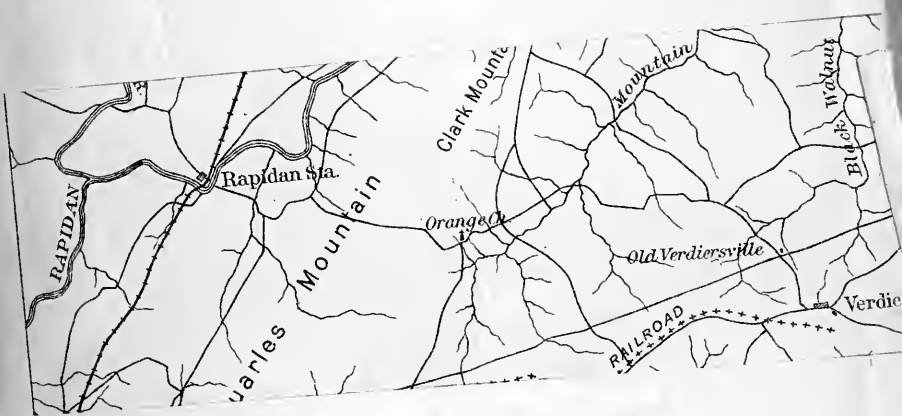 RAPIDAN
Rapidan Sta.
uarles Mountain
Clark Mounta
Orange Ch.
Mountain
Black Walnut
Old Verdiersville
RAILROAD
Verdie